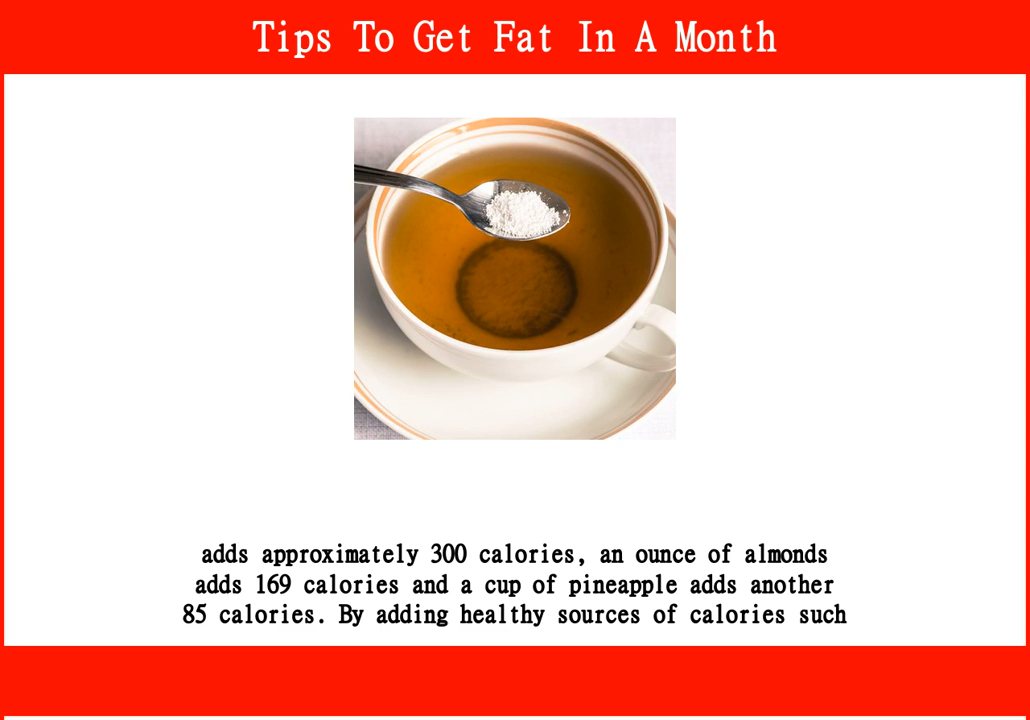 Tips To Get Fat In A Month
adds approximately 300 calories, an ounce of almonds
adds 169 calories and a cup of pineapple adds another
85 calories. By adding healthy sources of calories such